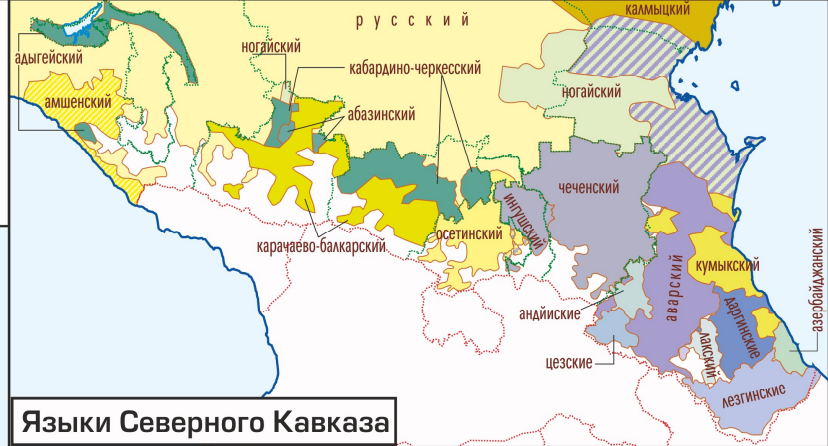 русский
калмыцкий
адыгейский
ногайский
кабардино-черкесский
амшенский
абазинский
ногайский
чеченский
ингушский
карачаево-балкарский
осетинский
кумыкский
аварский
азербайджанский
андйиские
даргинские
лакский
цезские
лезгинские
Языки Северного Кавказа